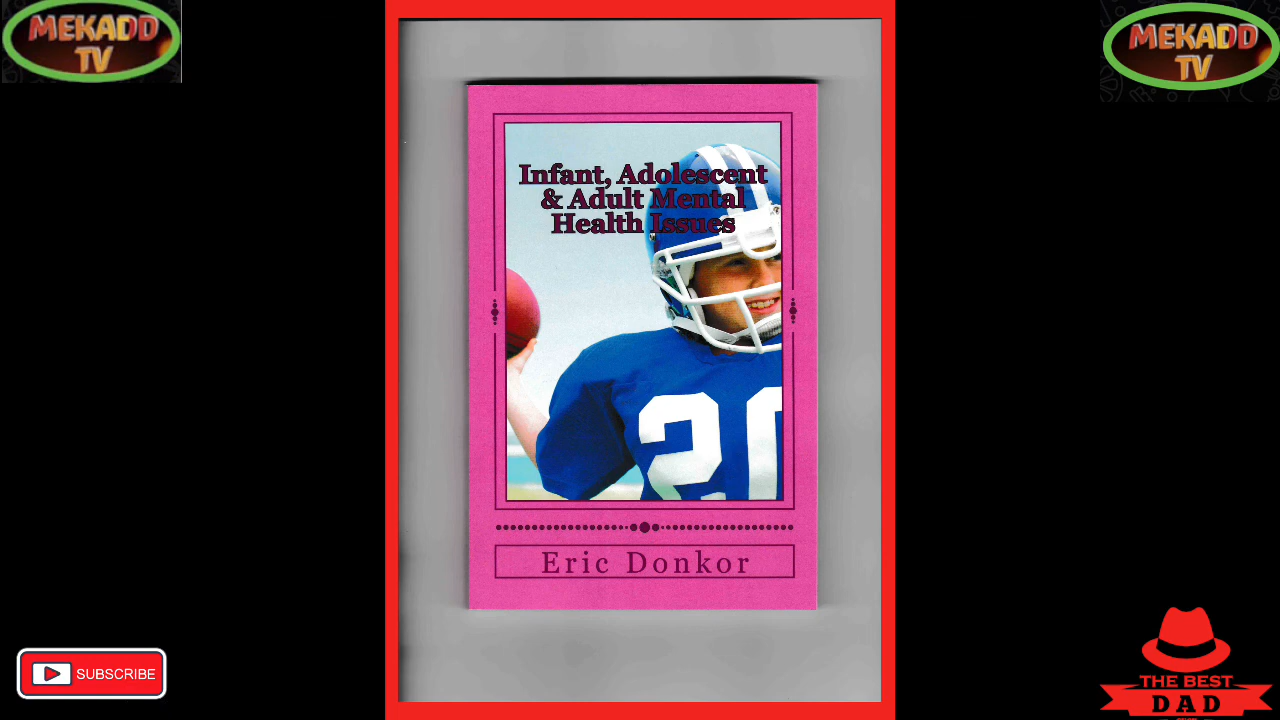 MEKADD
TV
MEKADD
TV
Infant, Adolescent
& Adult Mental
Health Issues
20
Eric Donkor
SUBSCRIBE
THE BEST
DAD